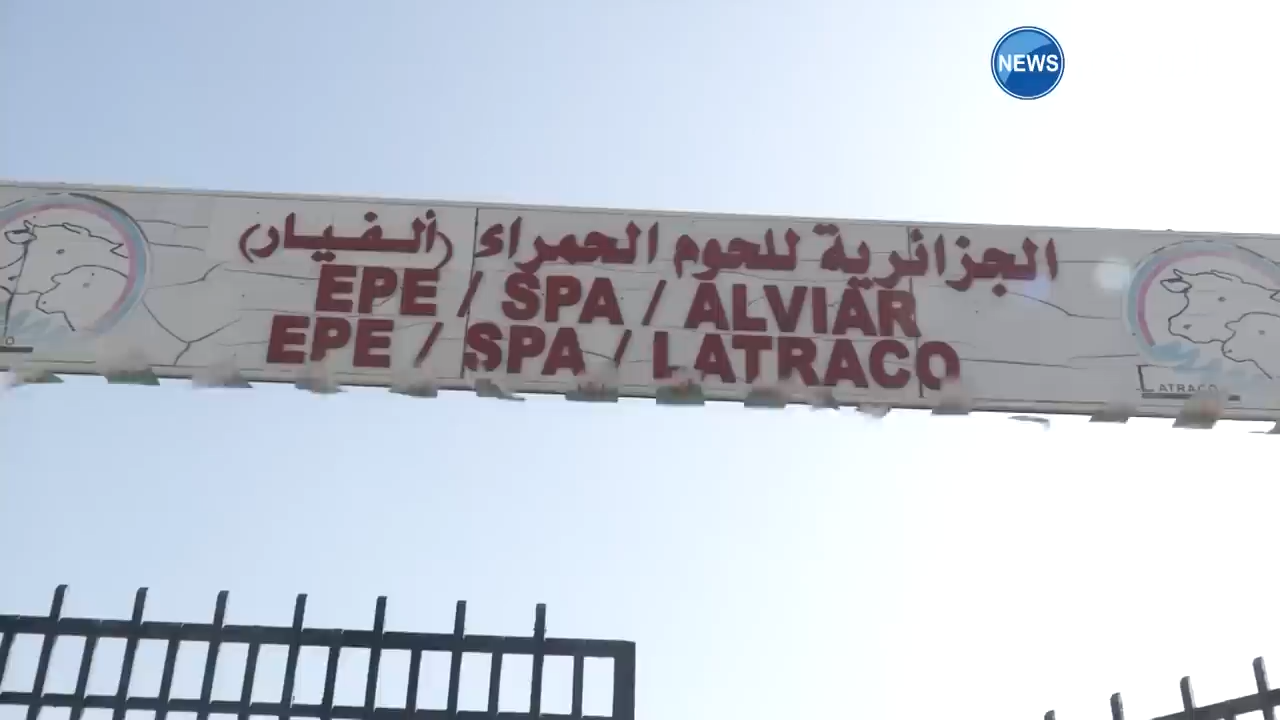 NEWS
الجزائرية للحوم الحمراء (ألفيار)
EPE / SPA / ALVIAR
EPE / SPA / LATRACO
LATRACO